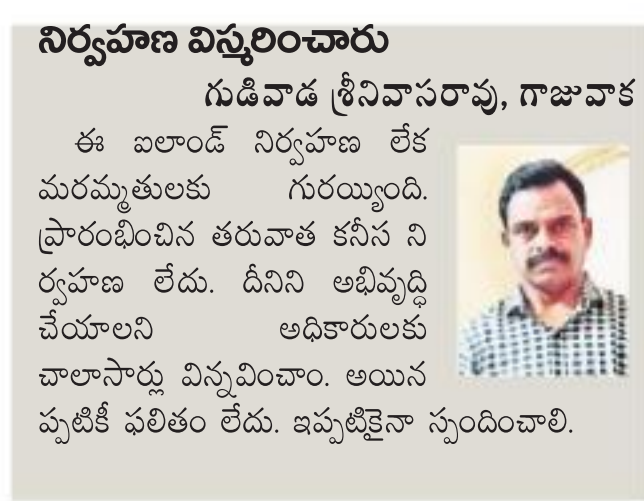 నిర్వహణ విస్మరించారు
గుడివాడ శ్రీనివాసరావు, గాజువాక
ఈ ఐలాండ్ నిర్వహణ లేక
మరమ్మతులకు గురయ్యింది.
ప్రారంభించిన తరువాత కనీస ని
ర్వహణ లేదు. దీనిని అభివృద్ధి
చేయాలని అధికారులకు
చాలాసార్లు విన్నవించాం. అయిన
ప్పటికీ ఫలితం లేదు. ఇప్పటికైనా స్పందించాలి.